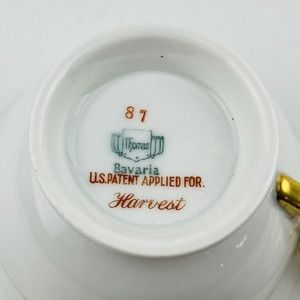 87
Thomas
Bavaria
U.S. PATENT APPLIED FOR.
Harvest